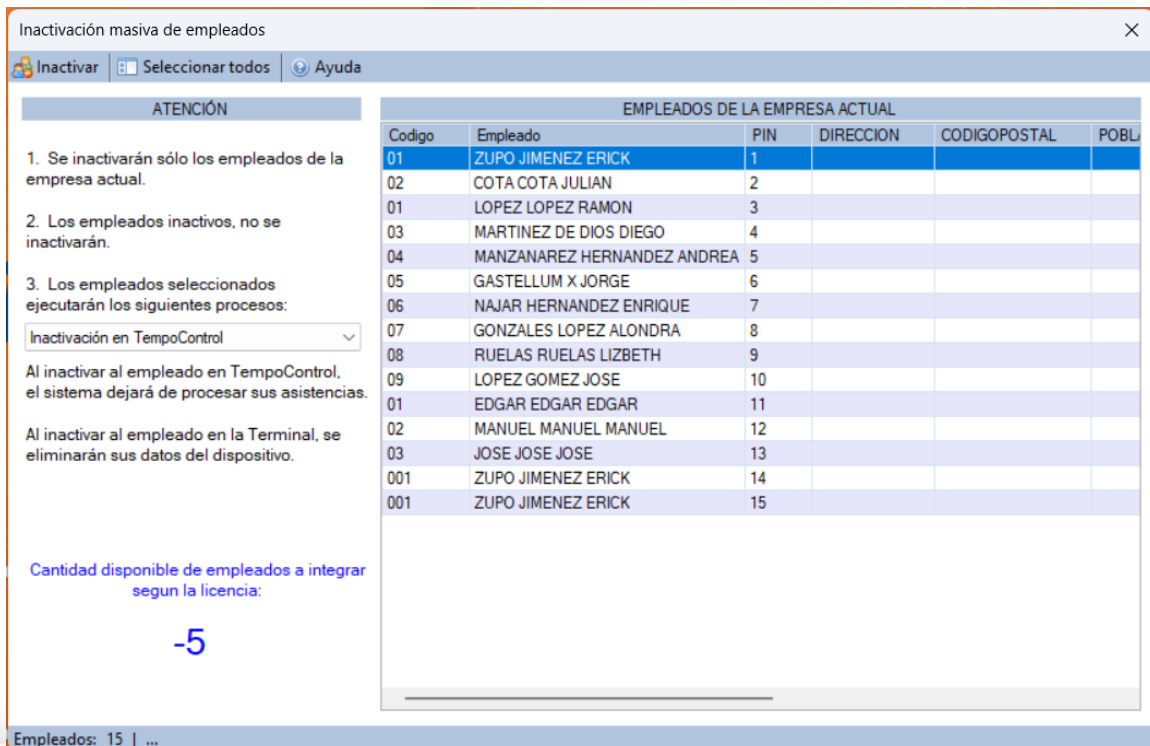 Inactivación masiva de empleados
Inactivar Seleccionar todos Ayuda
ATENCIÓN
1. Se inactivarán sólo los empleados de la
empresa actual.
2. Los empleados inactivos, no se
inactivarán.
3. Los empleados seleccionados
ejecutarán los siguientes procesos:
Inactivación en TempoControl
Al inactivar al empleado en TempoControl,
el sistema dejará de procesar sus asistencias.
Al inactivar al empleado en la Terminal, se
eliminarán sus datos del dispositivo.
Cantidad disponible de empleados a integrar
segun la licencia:
-5
EMPLEADOS DE LA EMPRESA ACTUAL
Codigo Empleado PIN DIRECCION CODIGOPOSTAL POBLA
01 ZUPO JIMENEZ ERICK 1
02 COTA COTA JULIAN 2
01 LOPEZ LOPEZ RAMON 3
03 MARTINEZ DE DIOS DIEGO 4
04 MANZANAREZ HERNANDEZ ANDREA 5
05 GASTELLUM X JORGE 6
06 NAJAR HERNANDEZ ENRIQUE 7
07 GONZALES LOPEZ ALONDRA 8
08 RUELAS RUELAS LIZBETH 9
09 LOPEZ GOMEZ JOSE 10
01 EDGAR EDGAR EDGAR 11
02 MANUEL MANUEL MANUEL 12
03 JOSE JOSE JOSE 13
001 ZUPO JIMENEZ ERICK 14
001 ZUPO JIMENEZ ERICK 15
Empleados: 15 | ...